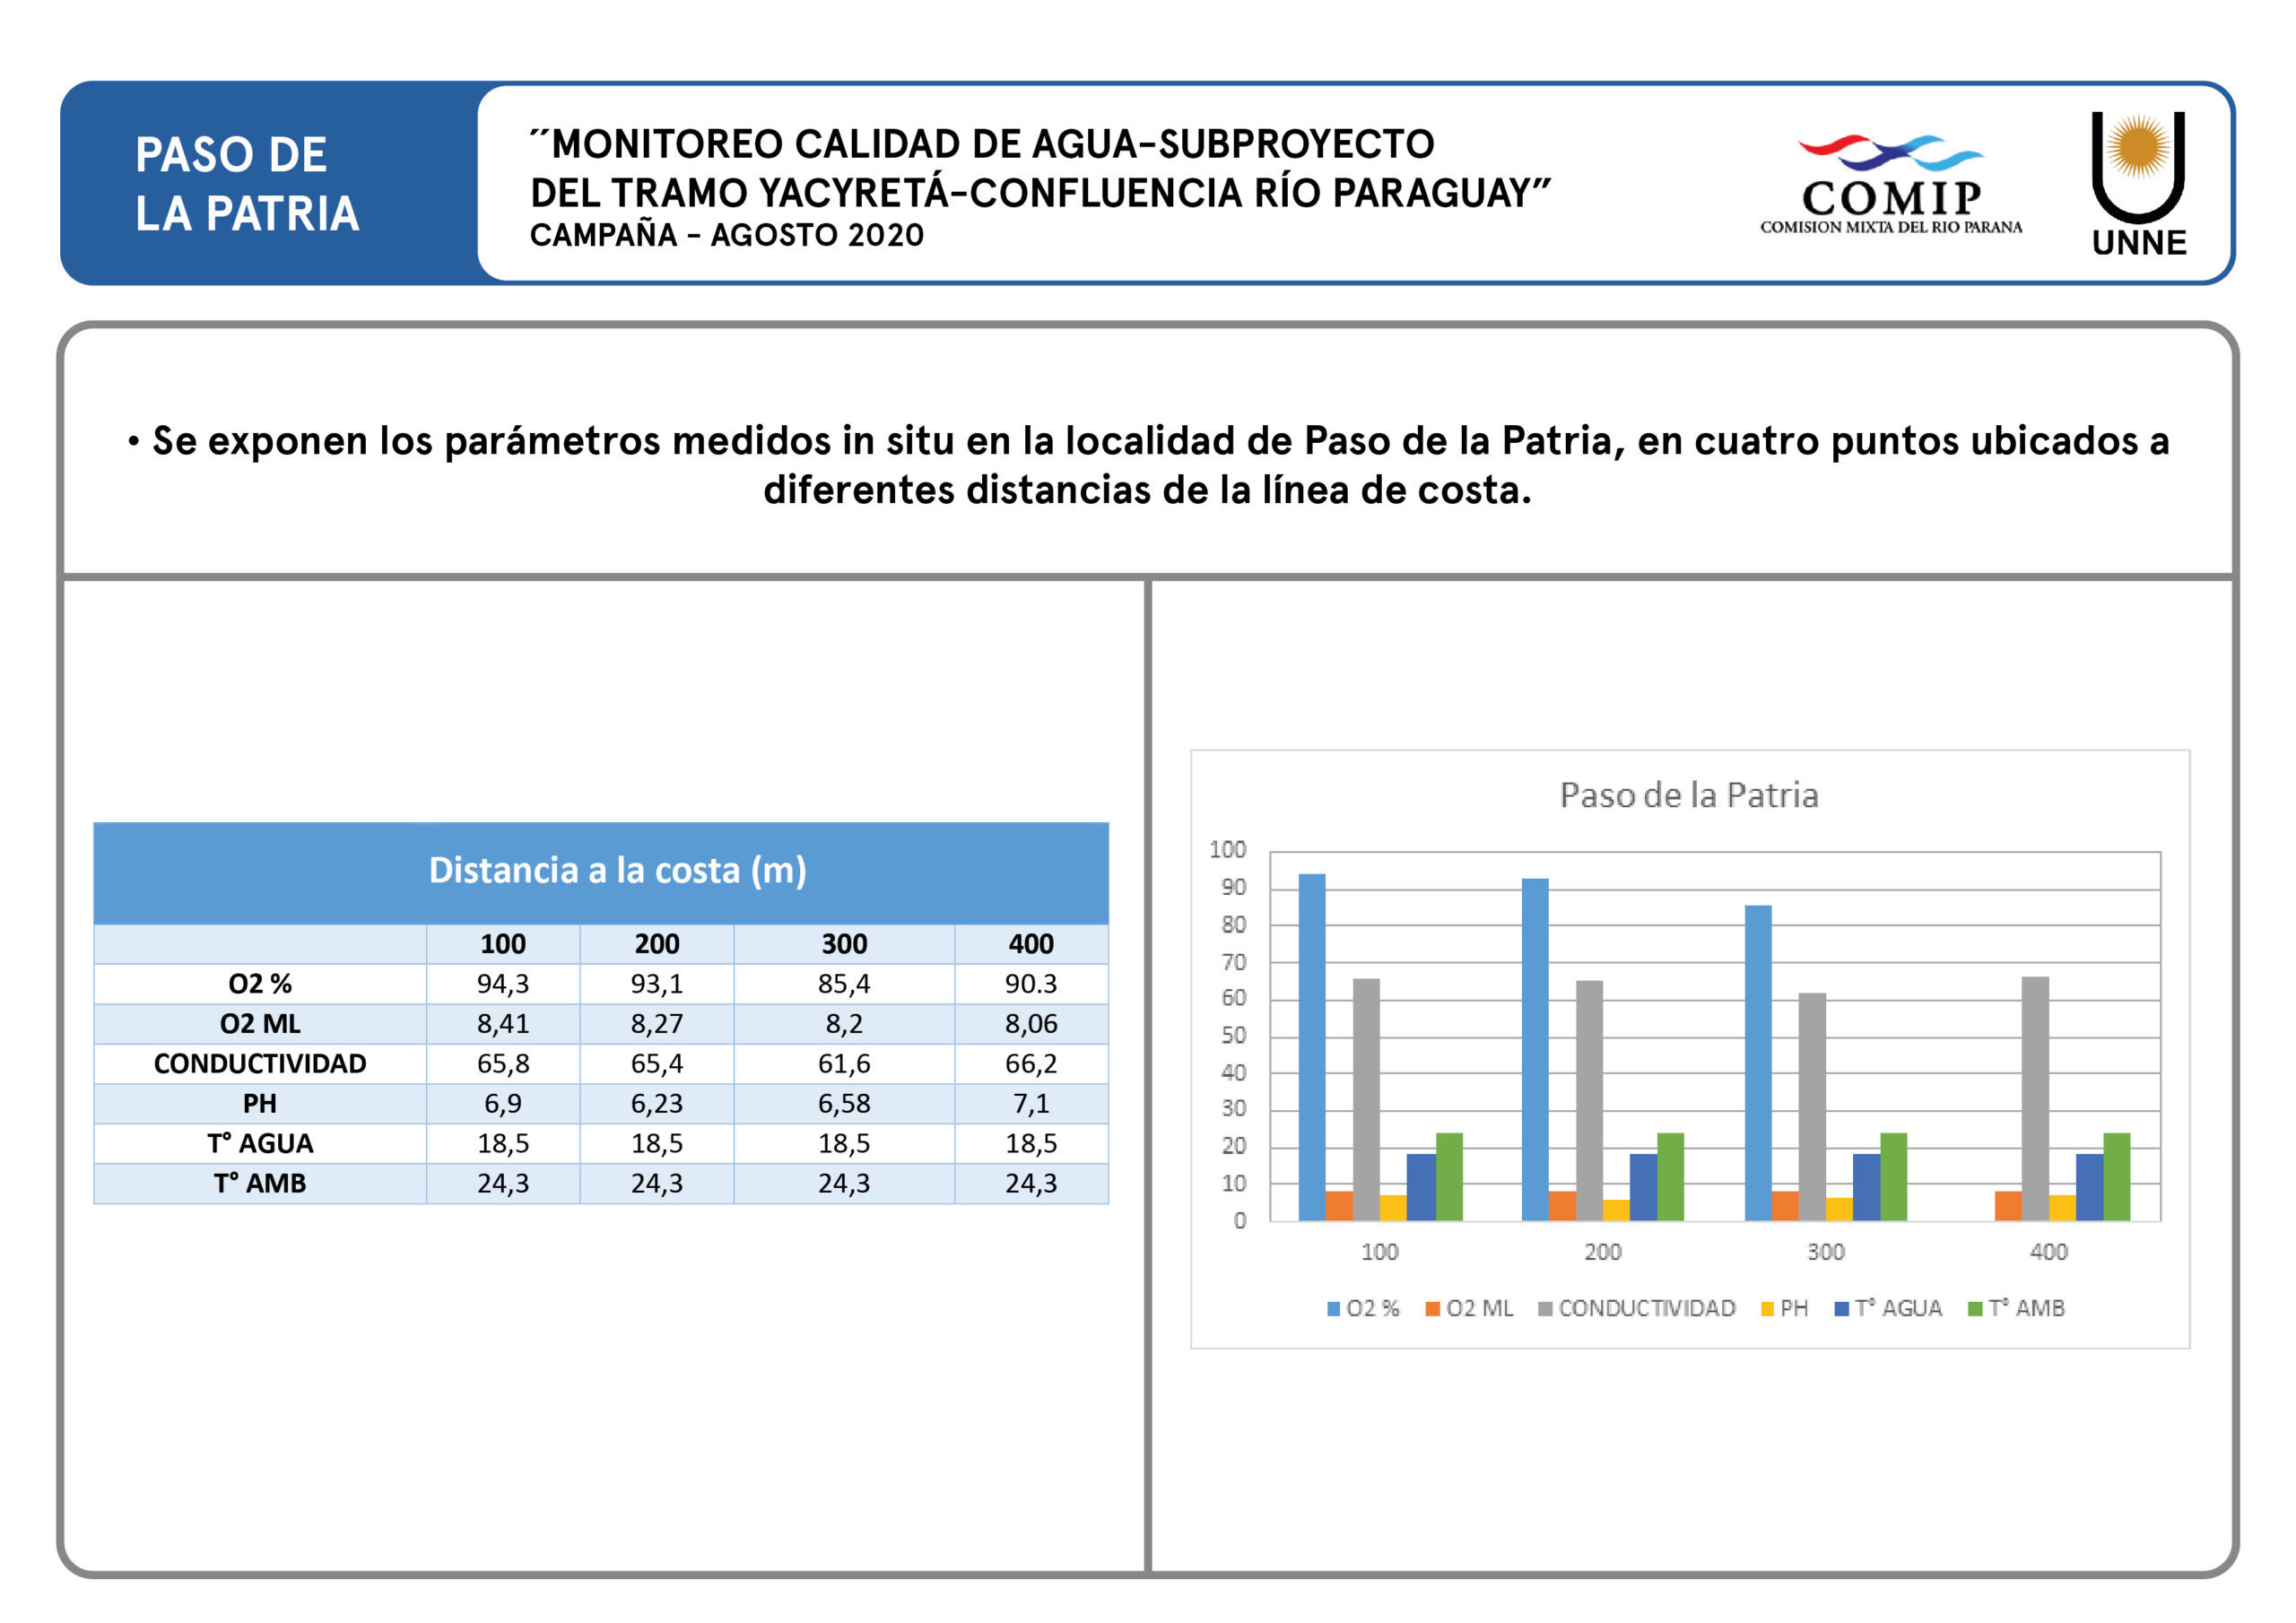 PASO DE
LA PATRIA
´´MONITOREO CALIDAD DE AGUA-SUBPROYECTO
DEL TRAMO YACYRETÁ-CONFLUENCIA RÍO PARAGUAY”
CAMPAÑA - AGOSTO 2020
COMIP
COMISION MIXTA DEL RIO PARANA
UNNE
• Se exponen los parámetros medidos in situ en la localidad de Paso de la Patria, en cuatro puntos ubicados a
diferentes distancias de la línea de costa.
Distancia a la costa (m)
100 200 300 400
O2 % 94,3 93,1 85,4 90.3
O2 ML 8,41 8,27 8,2 8,06
CONDUCTIVIDAD 65,8 65,4 61,6 66,2
PH 6,9 6,23 6,58 7,1
T° AGUA 18,5 18,5 18,5 18,5
T° AMB 24,3 24,3 24,3 24,3
Paso de la Patria
100
90
80
70
60
50
40
30
20
10
0
100 200 300 400
O2 % O2 ML CONDUCTIVIDAD PH T° AGUA T° AMB